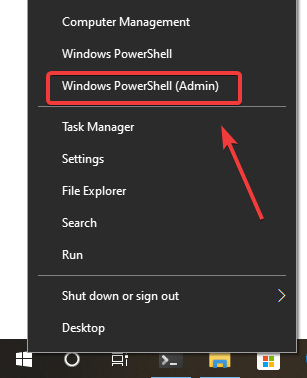 Computer Management
Windows PowerShell
Windows PowerShell (Admin)
Task Manager
Settings
File Explorer
Search
Run
Shut down or sign out
Desktop